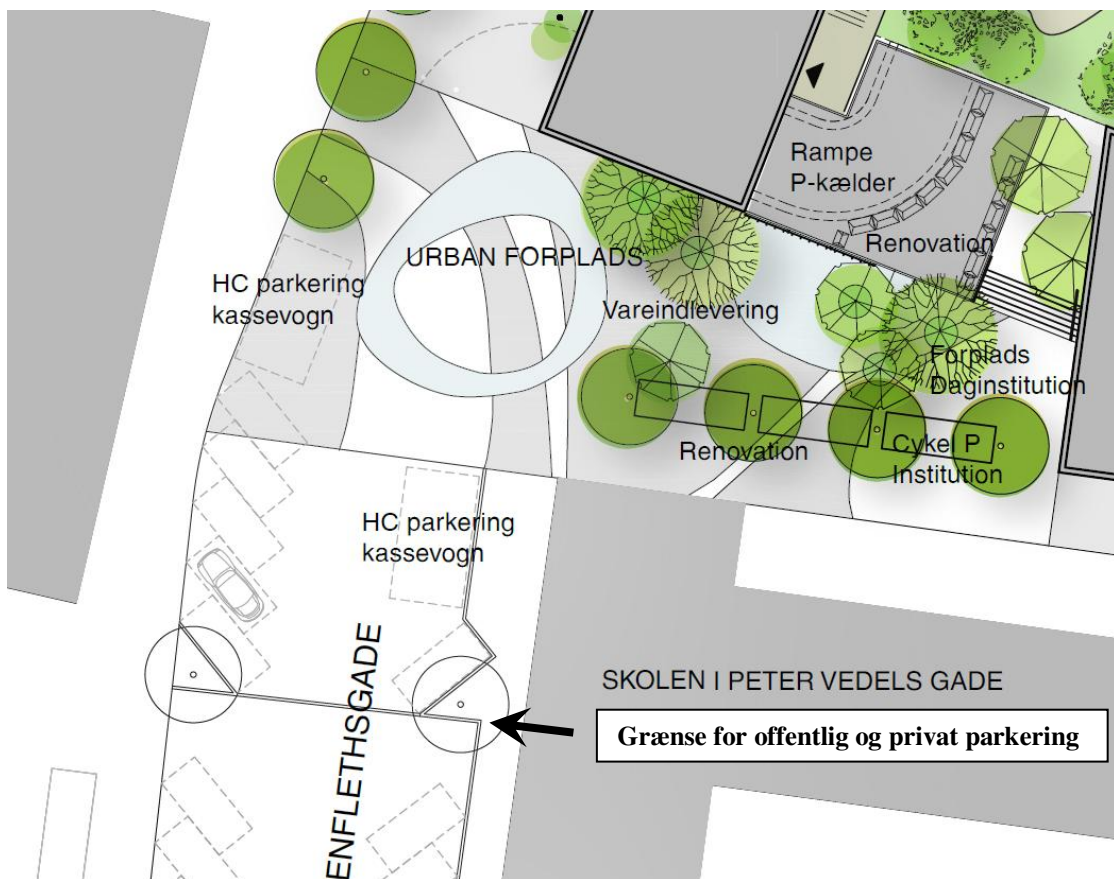 Rampe
P-kælder
Renovation
URBAN FORPLADS
HC parkering
kassevogn
Vareindlevering
Forplads
Daginstitution
Renovation
Cykel P
Institution
HC parkering
kassevogn
ENFLETHSGADE
SKOLEN I PETER VEDELS GADE
Grænse for offentlig og privat parkering